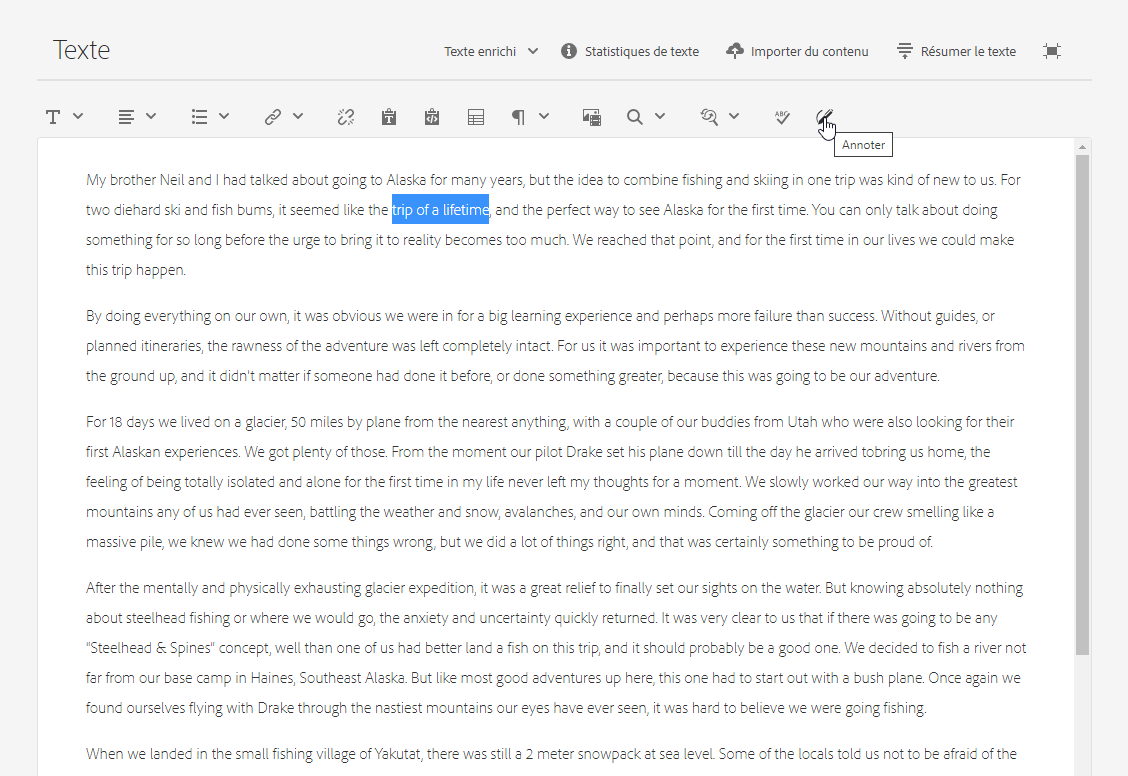 Texte
Texte enrichi Statistiques de texte Importer du contenu Résumer le texte
ABC
Annoter
My brother Neil and I had talked about going to Alaska for many years, but the idea to combine fishing and skiing in one trip was kind of new to us. For
two diehard ski and fish bums, it seemed like the trip of a lifetime, and the perfect way to see Alaska for the first time. You can only talk about doing
something for so long before the urge to bring it to reality becomes too much. We reached that point, and for the first time in our lives we could make
this trip happen.
By doing everything on our own, it was obvious we were in for a big learning experience and perhaps more failure than success. Without guides, or
planned itineraries, the rawness of the adventure was left completely intact. For us it was important to experience these new mountains and rivers from
the ground up, and it didn't matter if someone had done it before, or done something greater, because this was going to be our adventure.
For 18 days we lived on a glacier, 50 miles by plane from the nearest anything, with a couple of our buddies from Utah who were also looking for their
first Alaskan experiences. We got plenty of those. From the moment our pilot Drake set his plane down till the day he arrived tobring us home, the
feeling of being totally isolated and alone for the first time in my life never left my thoughts for a moment. We slowly worked our way into the greatest
mountains any of us had ever seen, battling the weather and snow, avalanches, and our own minds. Coming off the glacier our crew smelling like a
massive pile, we knew we had done some things wrong, but we did a lot of things right, and that was certainly something to be proud of.
After the mentally and physically exhausting glacier expedition, it was a great relief to finally set our sights on the water. But knowing absolutely nothing
about steelhead fishing or where we would go, the anxiety and uncertainty quickly returned. It was very clear to us that if there was going to be any
"Steelhead & Spines" concept, well than one of us had better land a fish on this trip, and it should probably be a good one. We decided to fish a river not
far from our base camp in Haines, Southeast Alaska. But like most good adventures up here, this one had to start out with a bush plane. Once again we
found ourselves flying with Drake through the nastiest mountains our eyes have ever seen, it was hard to believe we were going fishing.
When we landed in the small fishing village of Yakutat, there was still a 2 meter snowpack at sea level. Some of the locals told us not to be afraid of the